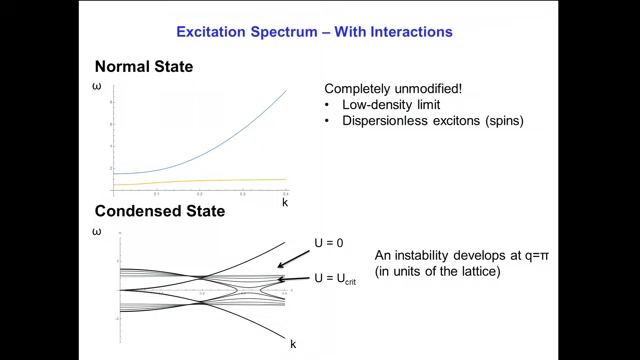 Excitation Spectrum – With Interactions
Normal State
ω
k
Completely unmodified!
• Low-density limit
• Dispersionless excitons (spins)
Condensed State
ω
k
U = 0
U = Ucrit
An instability develops at q=π
(in units of the lattice)